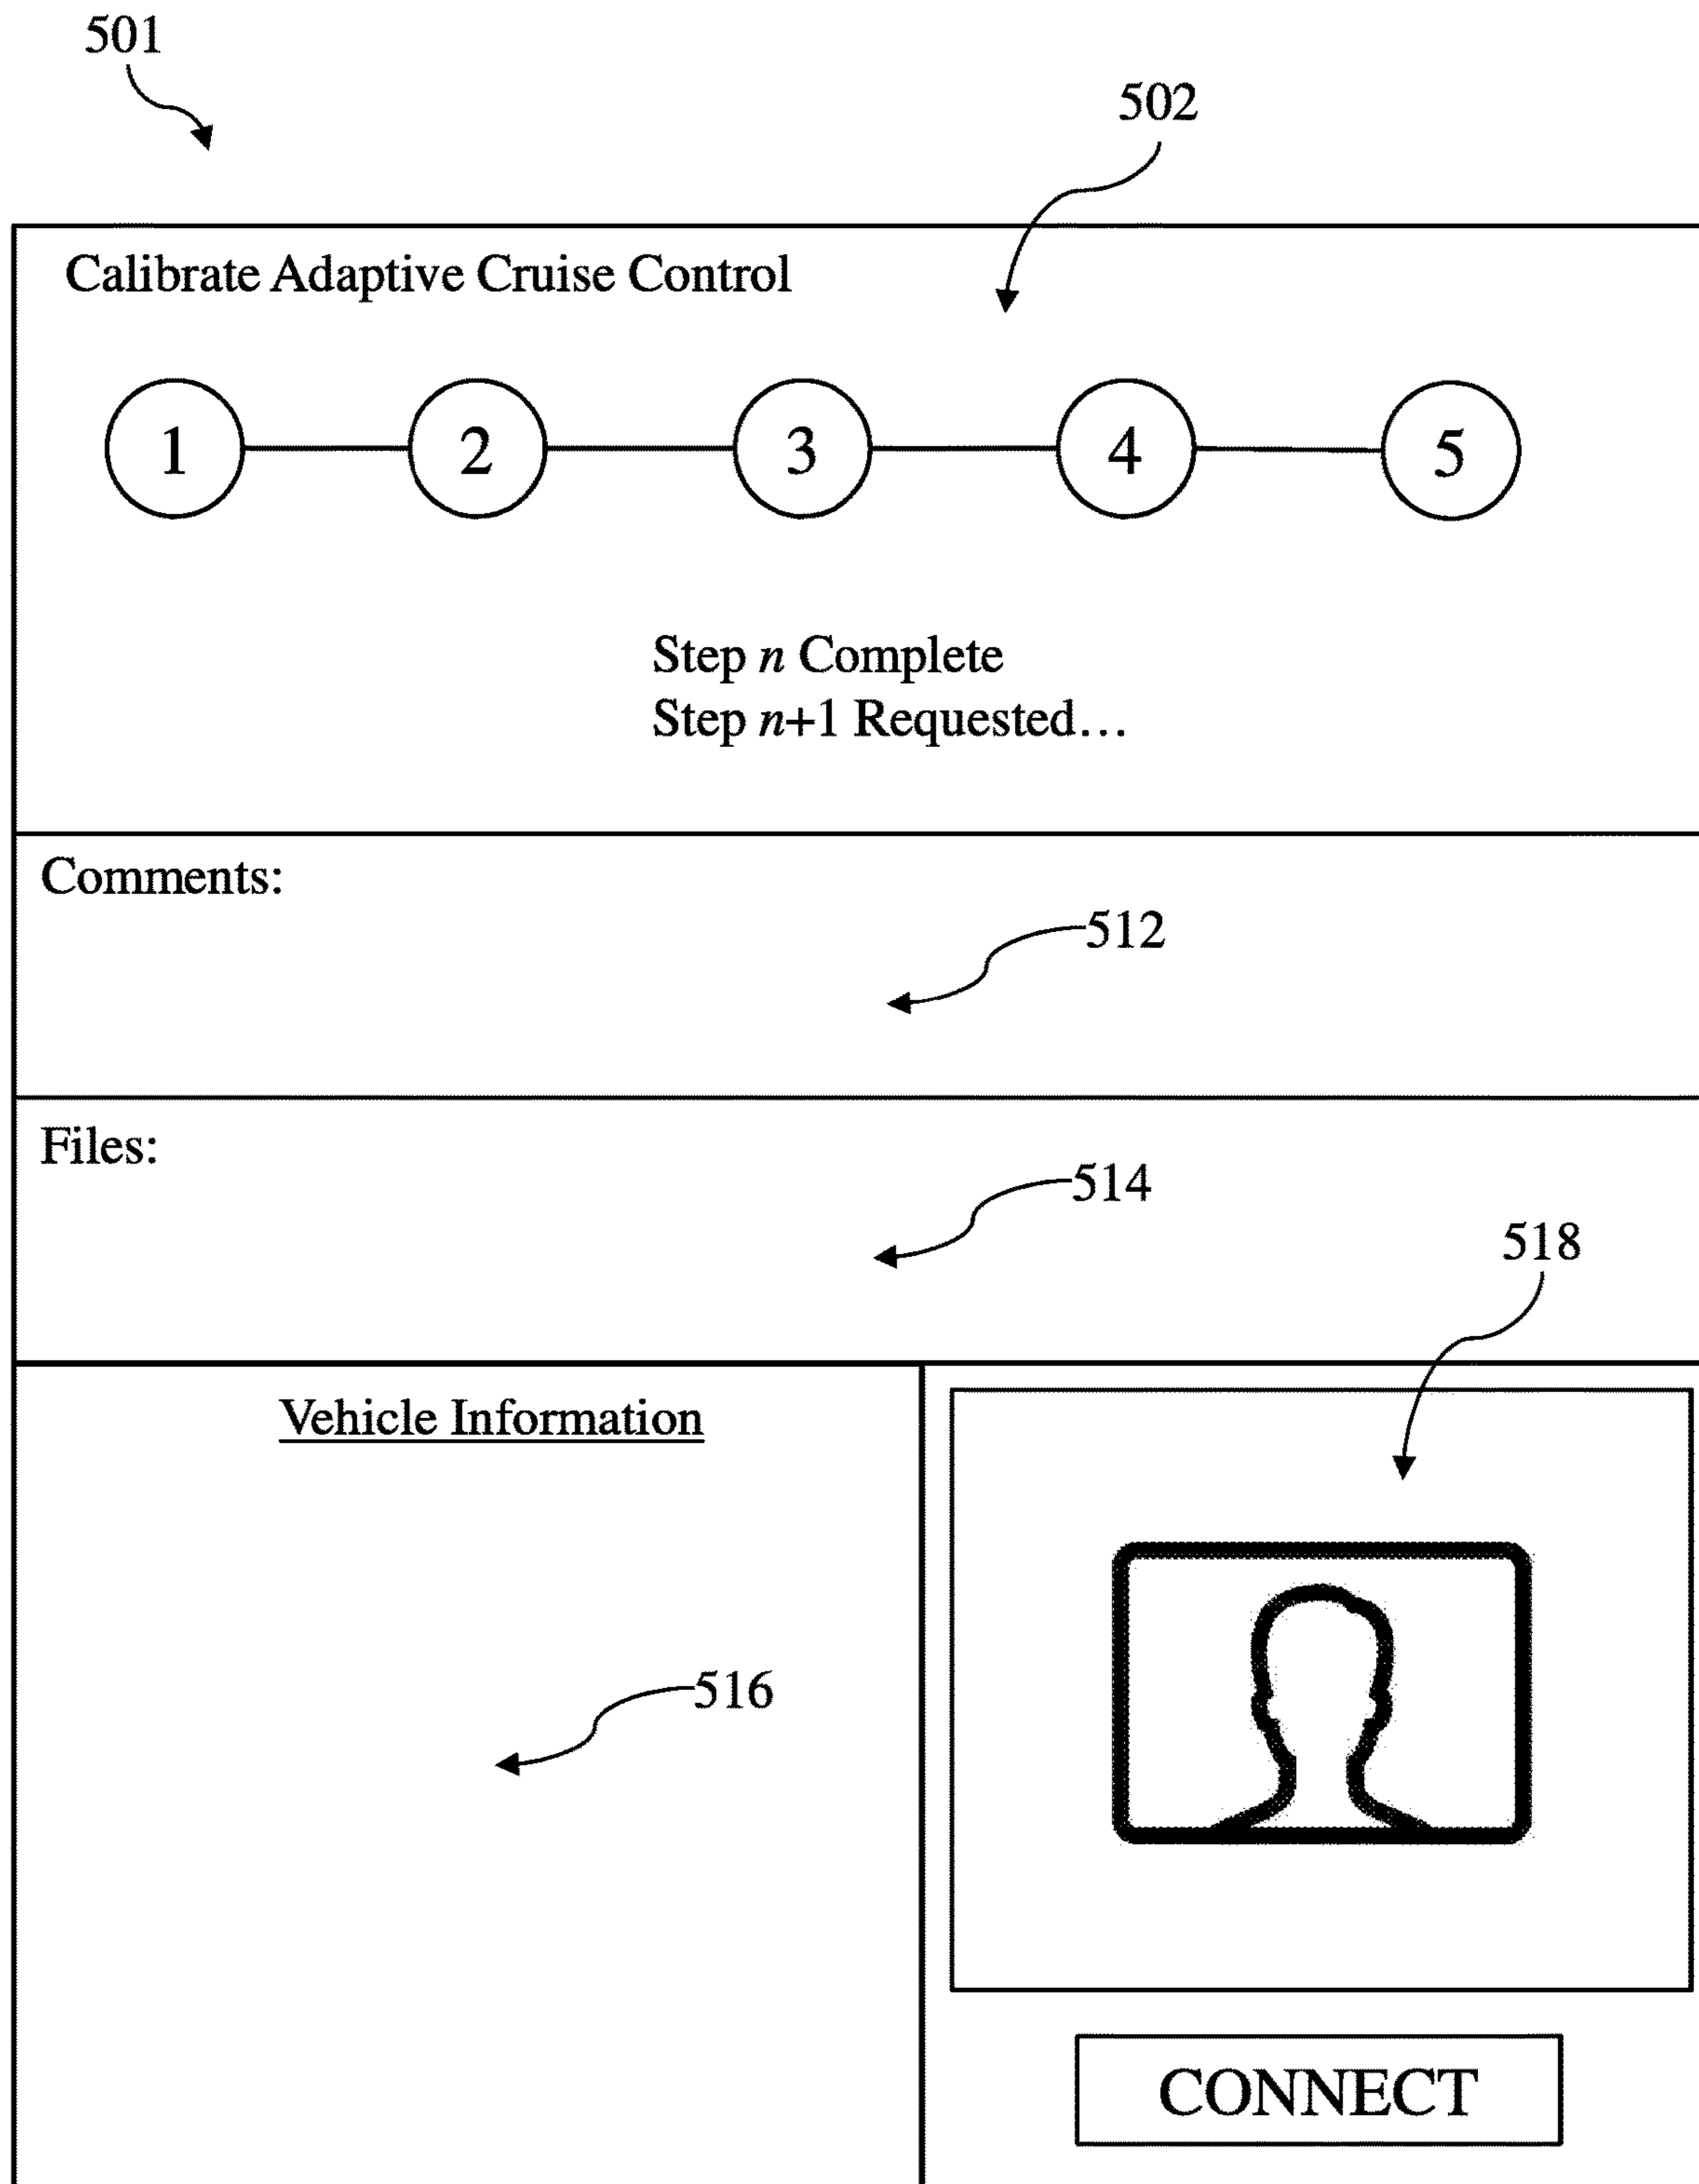 501
502
Calibrate Adaptive Cruise Control
1 2 3 4 5
Step n Complete
Step n+1 Requested…
Comments:
512
Files:
514
518
Vehicle Information
516
CONNECT